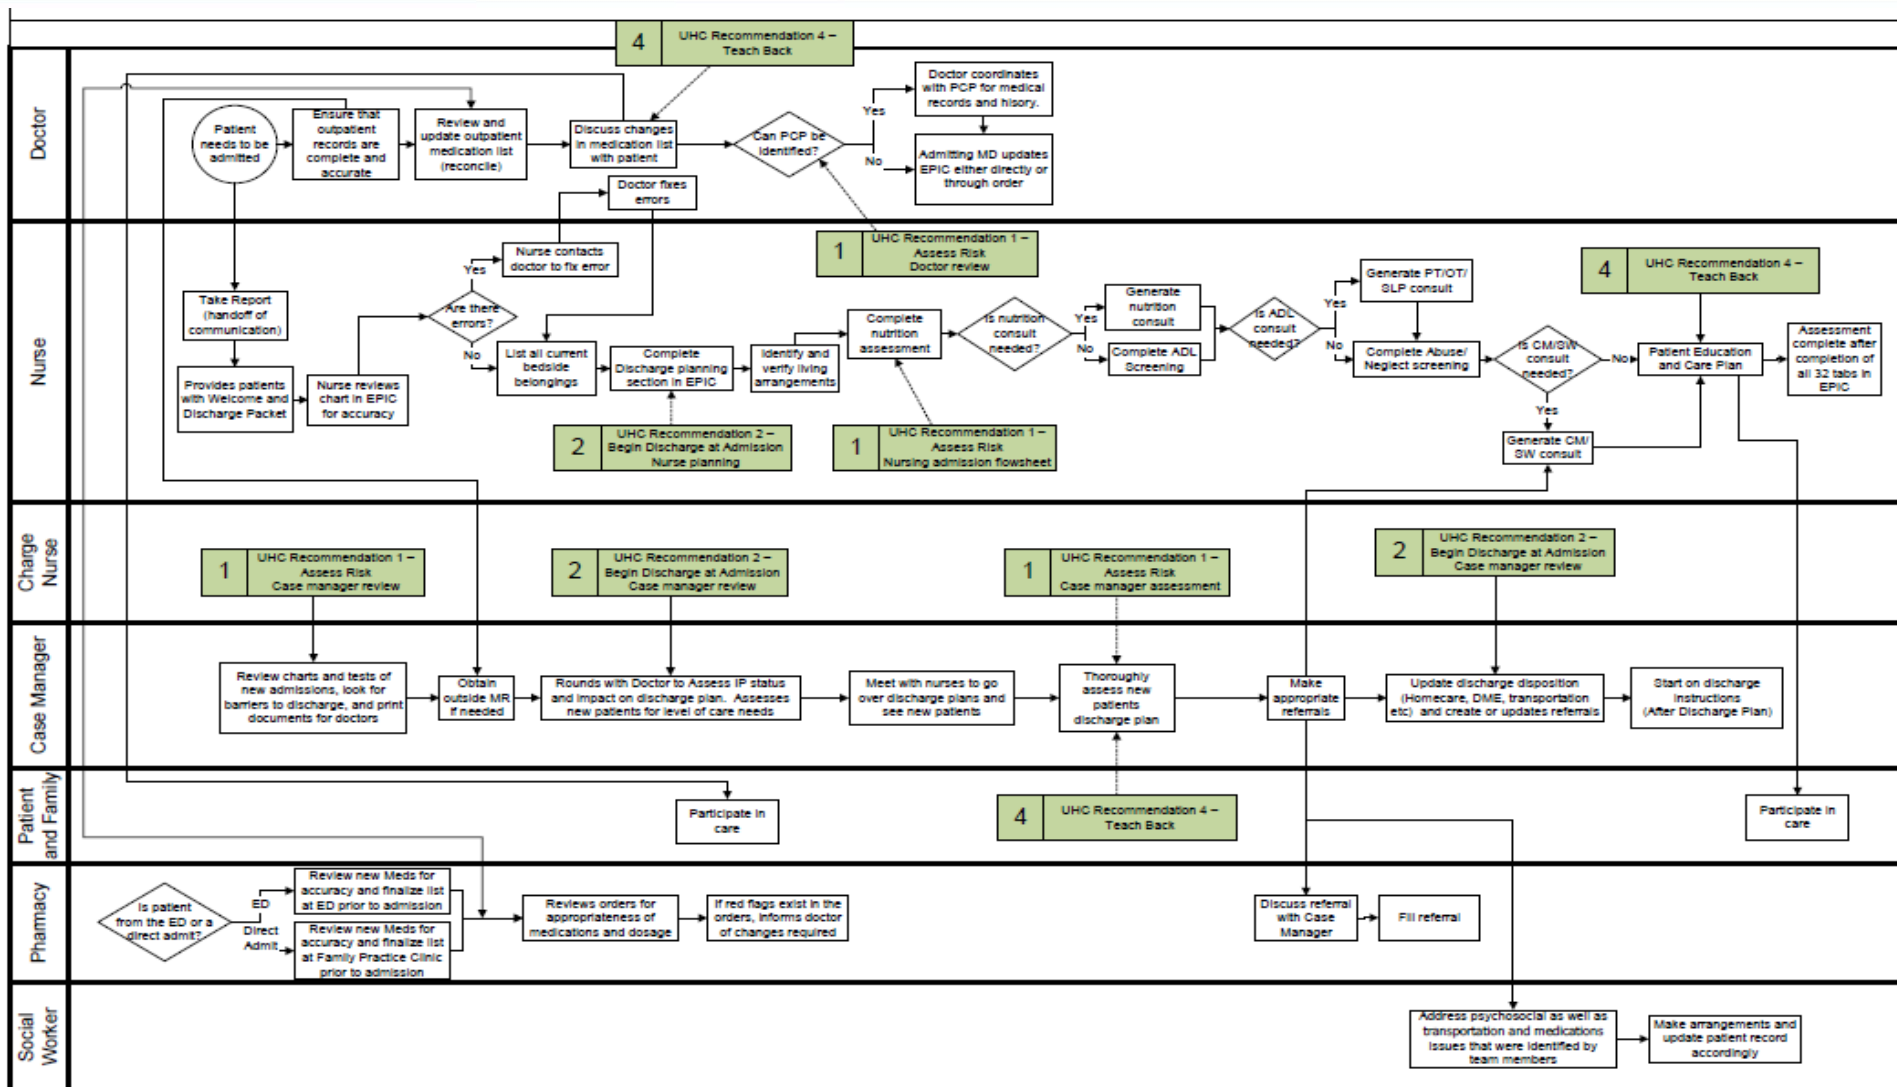 4
UHC Recommendation 4 –
Teach Back
Doctor
Patient
needs to be
admitted
Ensure that
outpatient
records are
complete and
accurate
Review and
update outpatient
medication list
(reconcile)
Discuss changes
in medication list
with patient
Can PCP be
identified?
Yes
No
Doctor coordinates
with PCP for medical
records and hisory.
Admitting MD updates
EPIC either directly or
through order
Doctor fixes
errors
Nurse
Take Report
(handoff of
communication)
Provides patients
with Welcome and
Discharge Packet
Nurse reviews
chart in EPIC
for accuracy
Are there
errors?
Yes
No
Nurse contacts
doctor to fix error
List all current
bedside
belongings
Complete
Discharge planning
section in EPIC
Identify and
verify living
arrangements
Complete
nutrition
assessment
1
UHC Recommendation 1 –
Assess Risk
Doctor review
2
UHC Recommendation 2 –
Begin Discharge at Admission
Nurse planning
1
UHC Recommendation 1 –
Assess Risk
Nursing admission flowsheet
Is nutrition
consult
needed?
Yes
No
Generate
nutrition
consult
Complete ADL
Screening
Is ADL
consult
needed?
Yes
No
Generate PT/OT/
SLP consult
Complete Abuse/
Neglect screening
Is CM/SW
consult
needed?
No
Yes
Generate CM/
SW consult
4
UHC Recommendation 4 –
Teach Back
Patient Education
and Care Plan
Assessment
complete after
completion of
all 32 tabs in
EPIC
Charge
Nurse
1
UHC Recommendation 1 –
Assess Risk
Case manager review
2
UHC Recommendation 2 –
Begin Discharge at Admission
Case manager review
1
UHC Recommendation 1 –
Assess Risk
Case manager assessment
2
UHC Recommendation 2 –
Begin Discharge at Admission
Case manager review
Case Manager
Review charts and tests of
new admissions, look for
barriers to discharge, and print
documents for doctors
Obtain
outside MR
if needed
Rounds with Doctor to Assess IP status
and impact on discharge plan. Assesses
new patients for level of care needs
Meet with nurses to go
over discharge plans and
see new patients
Thoroughly
assess new
patients
discharge plan
Make
appropriate
referrals
Update discharge disposition
(Homecare, DME, transportation
etc) and create or updates referrals
Start on discharge
instructions
(After Discharge Plan)
Patient
and Family
Participate in
care
4
UHC Recommendation 4 –
Teach Back
Participate in
care
Pharmacy
Is patient
from the ED or a
direct admit?
ED
Direct
Admit
Review new Meds for
accuracy and finalize list
at ED prior to admission
Review new Meds for
accuracy and finalize list
at Family Practice Clinic
prior to admission
Reviews orders for
appropriateness of
medications and dosage
If red flags exist in the
orders, informs doctor
of changes required
Discuss referral
with Case
Manager
Fill referral
Social
Worker
Address psychosocial as well as
transportation and medications
issues that were identified by
team members
Make arrangements and
update patient record
accordingly